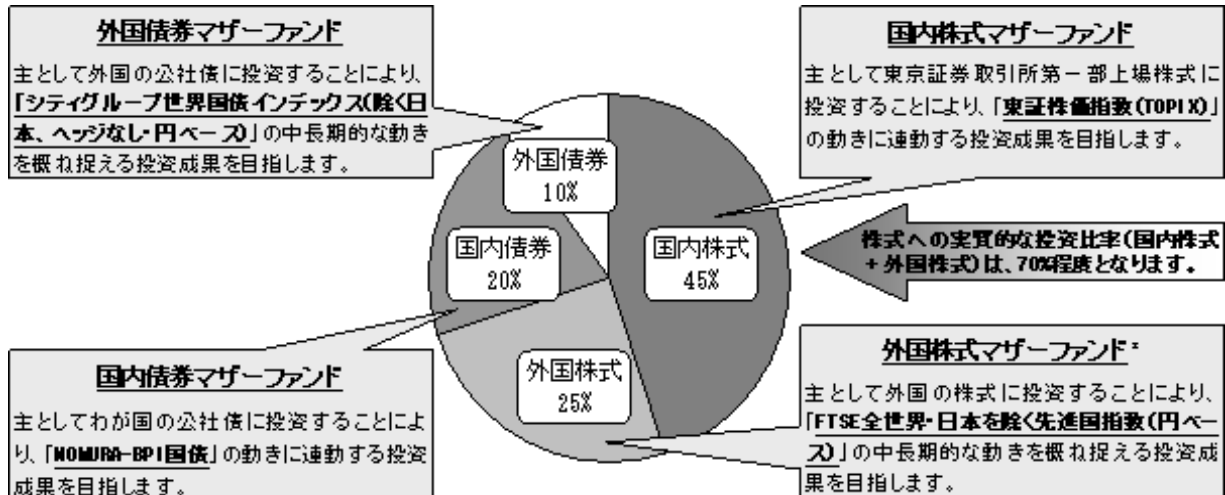 外国債券マザーファンド
主として外国の公社債に投資することにより、
「シティグループ世界国債インデックス(除く日
本、ヘッジなし・円ベース)」の中長期的な動き
を概ね捉える投資成果を目指します。
国内株式マザーファンド
主として東京証券取引所第一部上場株式に
投資することにより、「東証株価指数(TOPIX)」
の動きに連動する投資成果を目指します。
外国債券
10%
国内債券
20%
国内株式
45%
外国株式
25%
株式への実質的な投資比率(国内株式
+外国株式)は、70%程度となります。
国内債券マザーファンド
主としてわが国の公社債に投資することによ
り、「NOMURA-BPI国債」の動きに連動する投資
成果を目指します。
外国株式マザーファンド
主として外国の株式に投資することにより、
「FTSE全世界・日本を除く先進国指数(円ベー
ス)」の中長期的な動きを概ね捉える投資成
果を目指します。